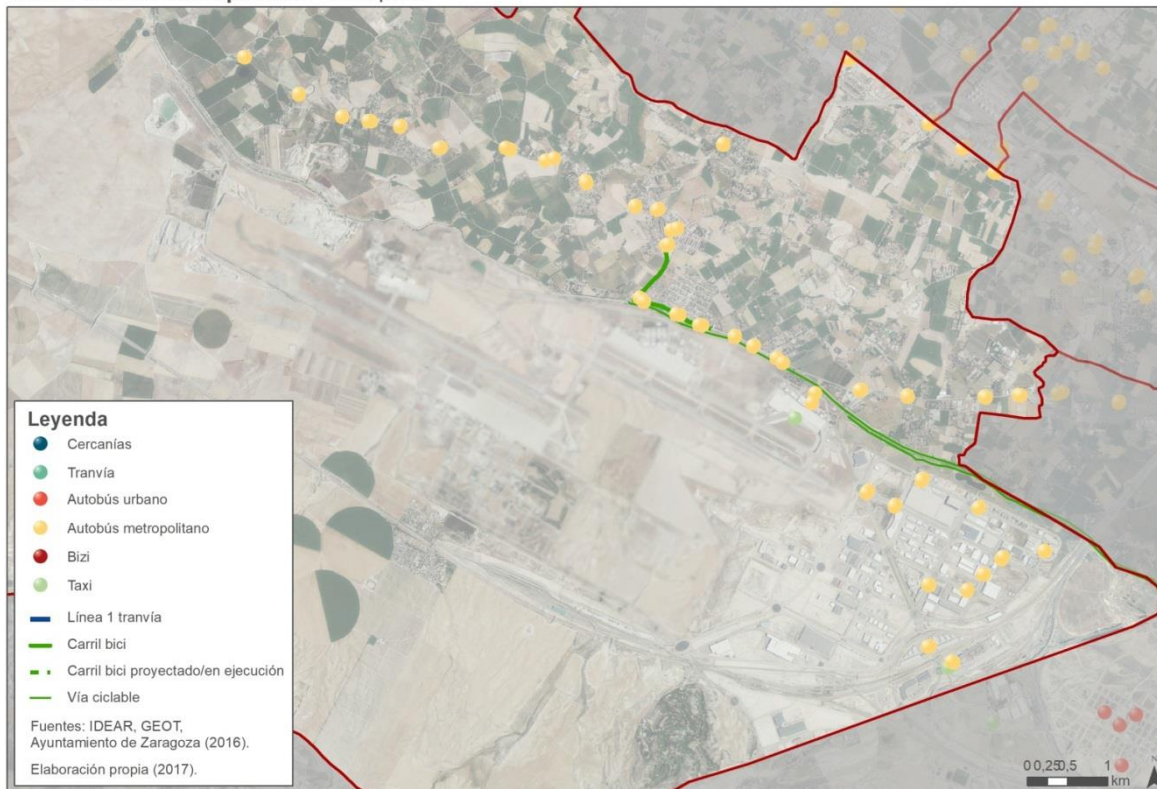 Leyenda
Cercanías
Tranvía
Autobús urbano
Autobús metropolitano
Bizi
Taxi
Línea 1 tranvía
Carril bici
Carril bici proyectado/en ejecución
Vía ciclable
Fuentes: IDEAR, GEOT,
Ayuntamiento de Zaragoza (2016).
Elaboración propia (2017).
0 0,25 0,5 1
km
N